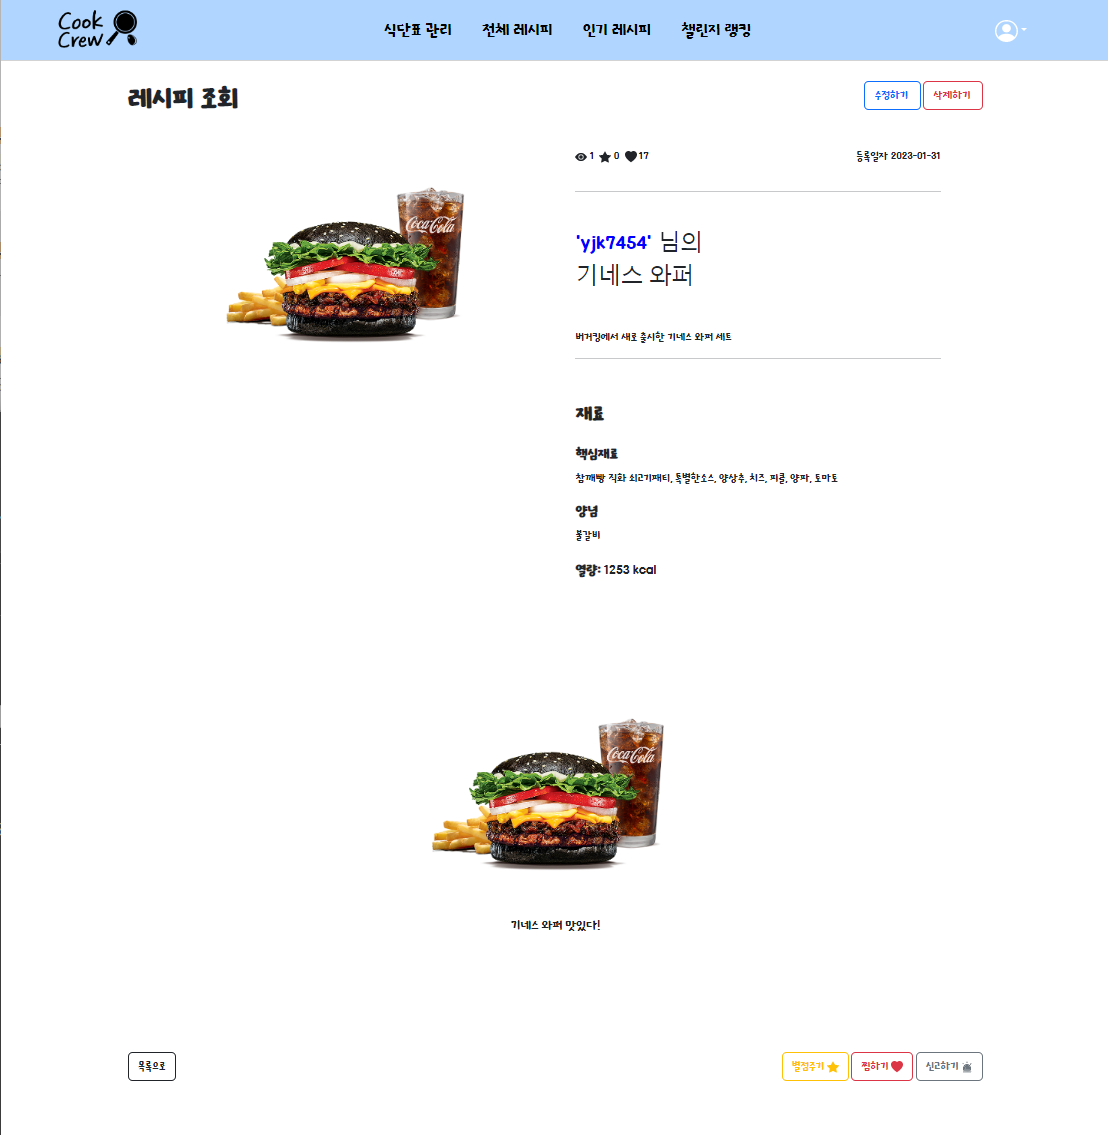 Cook
Crew
식단표 관리 전체 레시피 인기 레시피 챌린지 랭킹
레시피 조회
수정하기 삭제하기
1 0 17 등록일자 2023-01-31
Coca-Cola
'yjk7454' 님의
기네스 와퍼
버거킹에서 새로 출시한 기네스 와퍼 세트
재료
핵심재료
참깨빵 직화 쇠고기패티, 특별한소스, 양상추, 치즈, 피클, 양파, 토마토
양념
불갈비
열량: 1253 kcal
Coca-Cola
기네스 와퍼 맛있다!
목록으로 별점주기 찜하기 신고하기